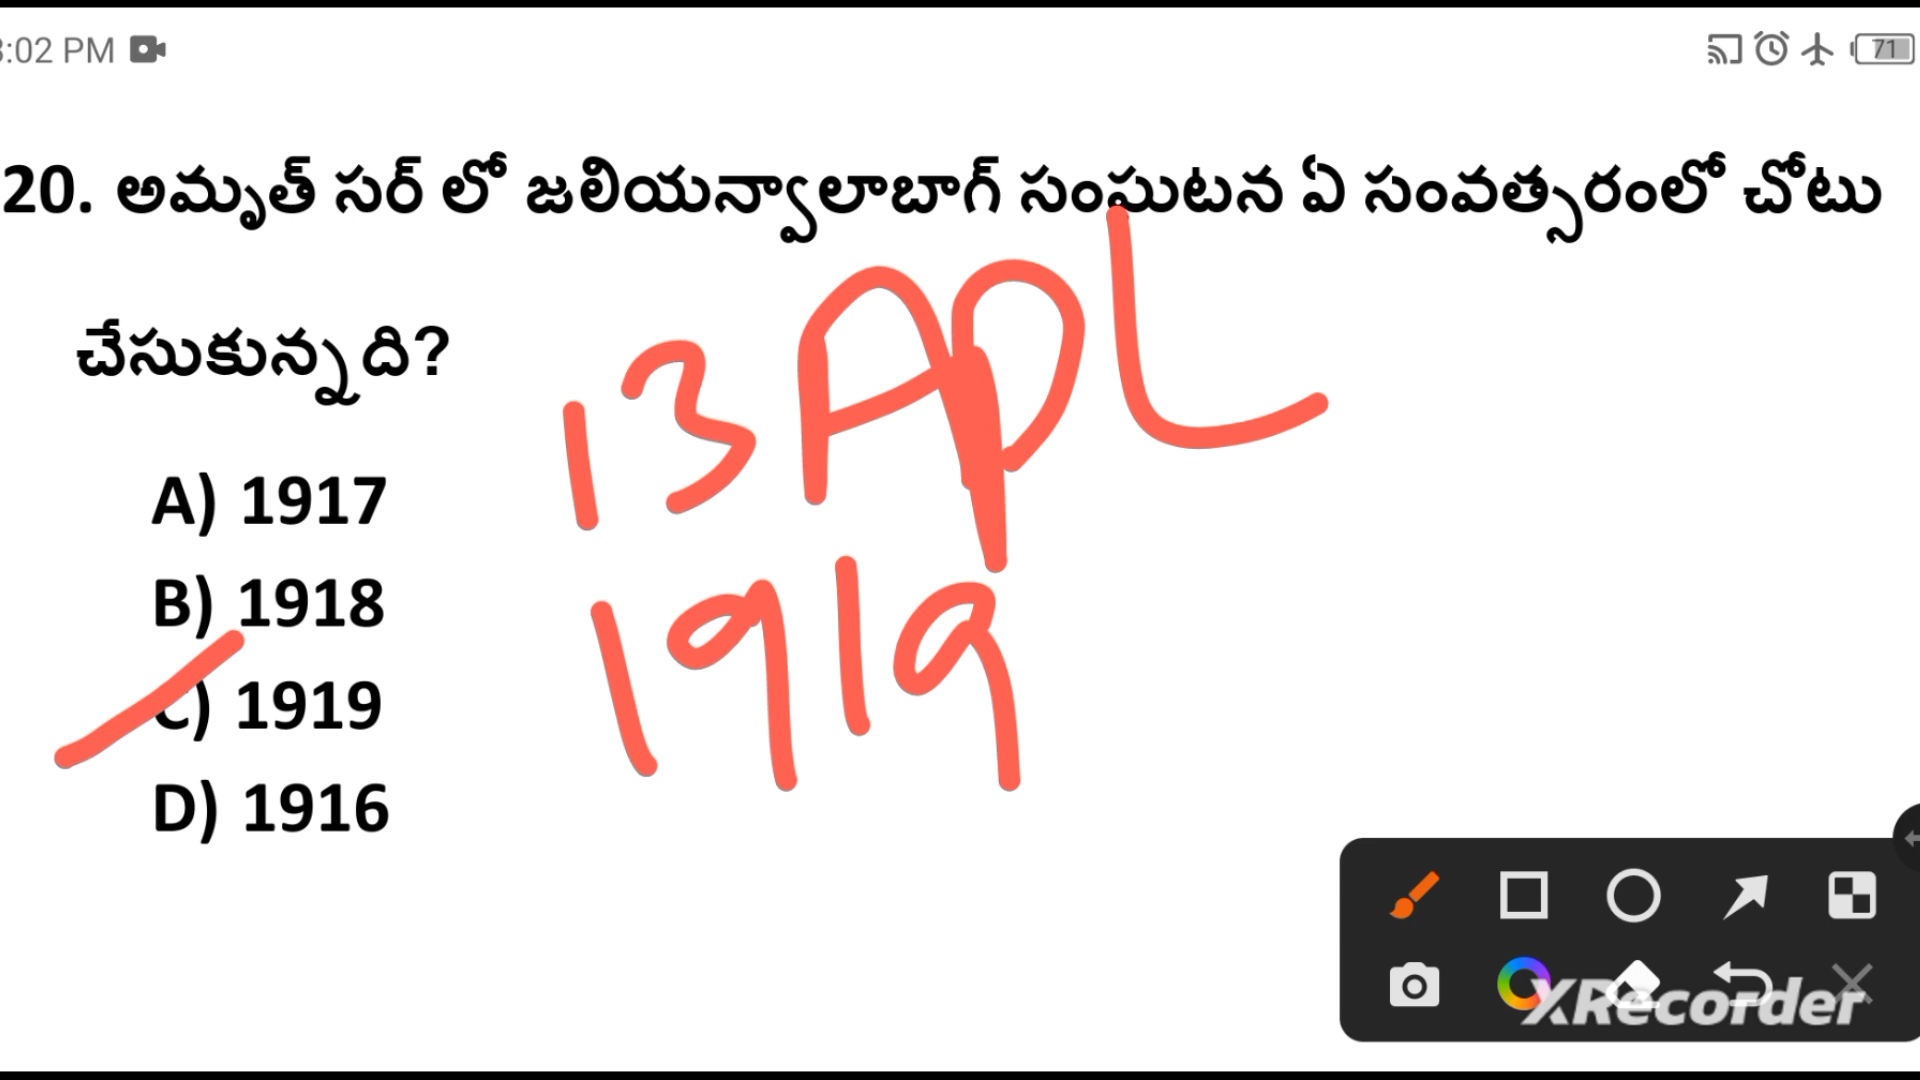 :02 PM 71
20. అమృత్ సర్ లో జలియన్వాలాబాగ్ సంఘటన ఏ సంవత్సరంలో చోటు
చేసుకున్నది?
13 APL
A) 1917
B) 1918
1919
C) 1919
D) 1916
XRecorder